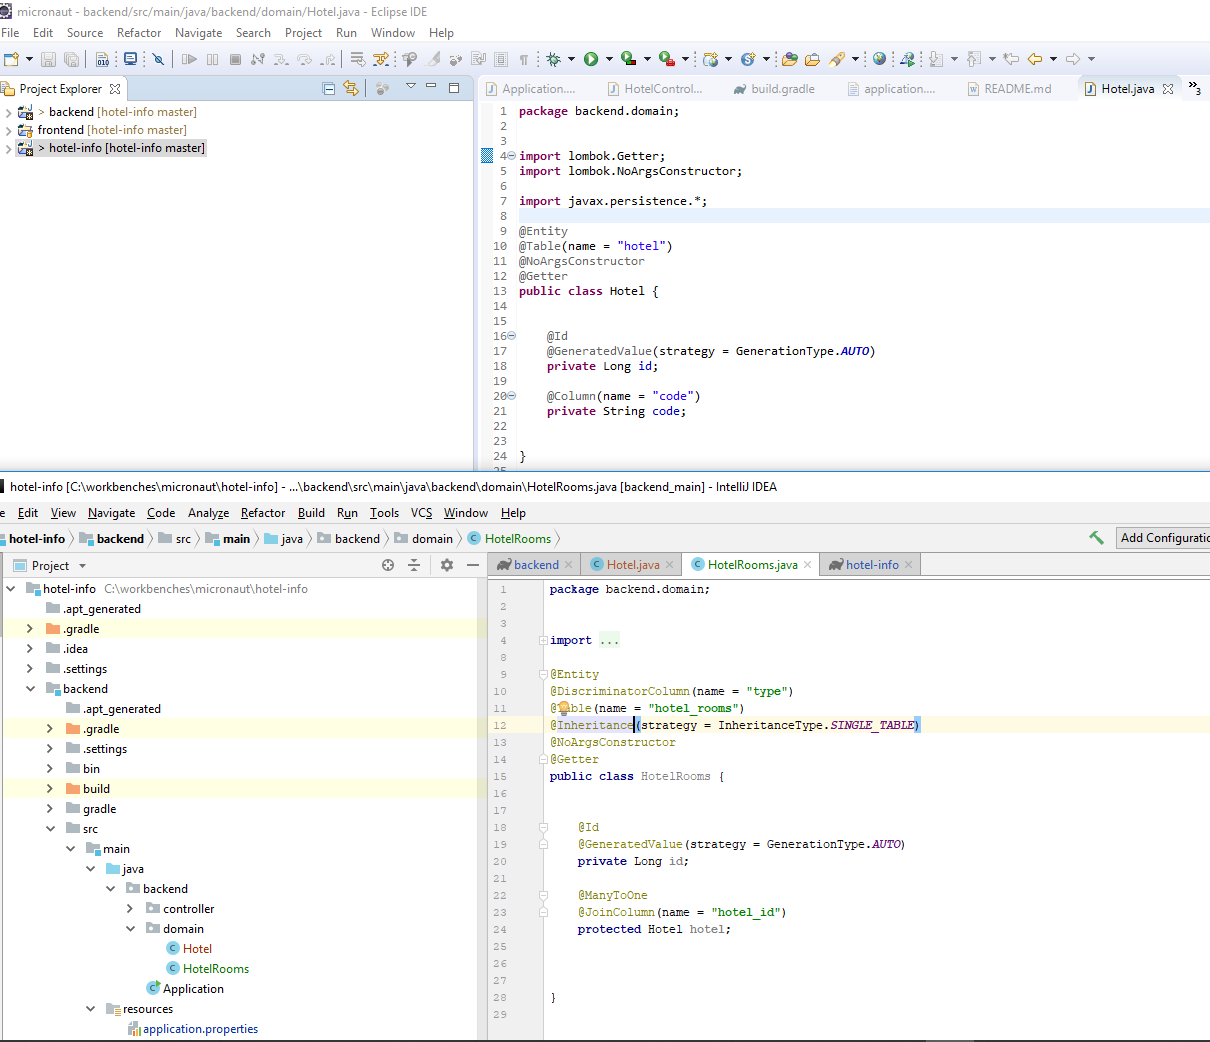 micronaut - backend/src/main/java/backend/domain/Hotel.java - Eclipse IDE
File Edit Source Refactor Navigate Search Project Run Window Help
Project Explorer
> backend [hotel-info master]
frontend [hotel-info master]
> hotel-info [hotel-info master]
Application.... HotelControl... build.gradle application.... README.md Hotel.java »3
1 package backend.domain;
2
3
4 import lombok.Getter;
5 import lombok.NoArgsConstructor;
6
7 import javax.persistence.*;
8
9 @Entity
10 @Table(name = "hotel")
11 @NoArgsConstructor
12 @Getter
13 public class Hotel {
14
15
16 @Id
17 @GeneratedValue(strategy = GenerationType.AUTO)
18 private Long id;
19
20 @Column(name = "code")
21 private String code;
22
23
24 }
25
hotel-info [C:\workbenches\micronaut\hotel-info] - ...\backend\src\main\java\backend\domain\HotelRooms.java [backend_main] - IntelliJ IDEA
e Edit View Navigate Code Analyze Refactor Build Run Tools VCS Window Help
hotel-info backend src main java backend domain HotelRooms Add Configuratio
Project
backend Hotel.java HotelRooms.java hotel-info
hotel-info C:\workbenches\micronaut\hotel-info
.apt_generated
.gradle
.idea
.settings
backend
.apt_generated
.gradle
.settings
bin
build
gradle
src
main
java
backend
controller
domain
Hotel
HotelRooms
Application
resources
application.properties
1 package backend.domain;
2
3
4 import ...
8
9 @Entity
10 @DiscriminatorColumn(name = "type")
11 @Table(name = "hotel_rooms")
12 @Inheritance(strategy = InheritanceType.SINGLE_TABLE)
13 @NoArgsConstructor
14 @Getter
15 public class HotelRooms {
16
17
18 @Id
19 @GeneratedValue(strategy = GenerationType.AUTO)
20 private Long id;
21
22 @ManyToOne
23 @JoinColumn(name = "hotel_id")
24 protected Hotel hotel;
25
26
27
28 }
29